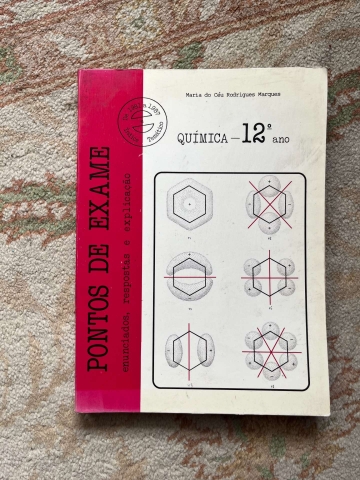 Maria do Céu Rodrigues Marques
QUÍMICA — 12º ano
PONTOS DE EXAME
enunciados, respostas e explicação